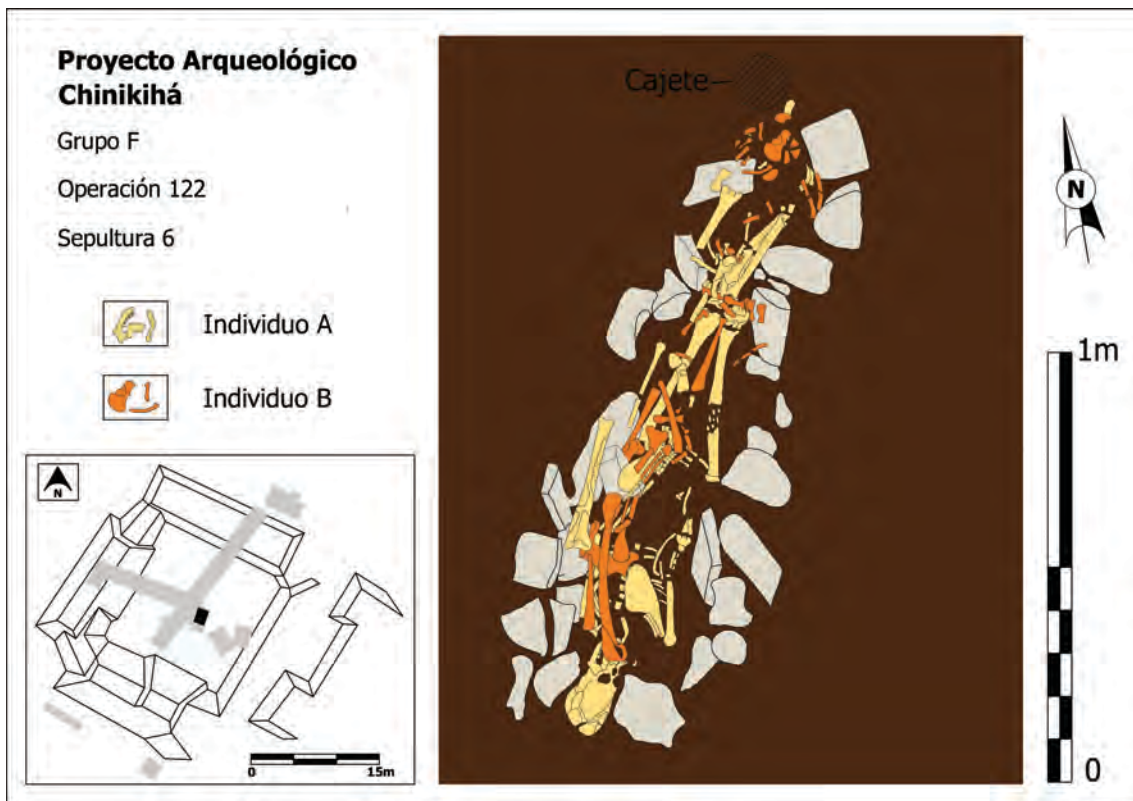 Proyecto Arqueológico
Chinikihá
Grupo F
Operación 122
Sepultura 6
Individuo A
Individuo B
N
0
15m
Cajete
N
1m
0